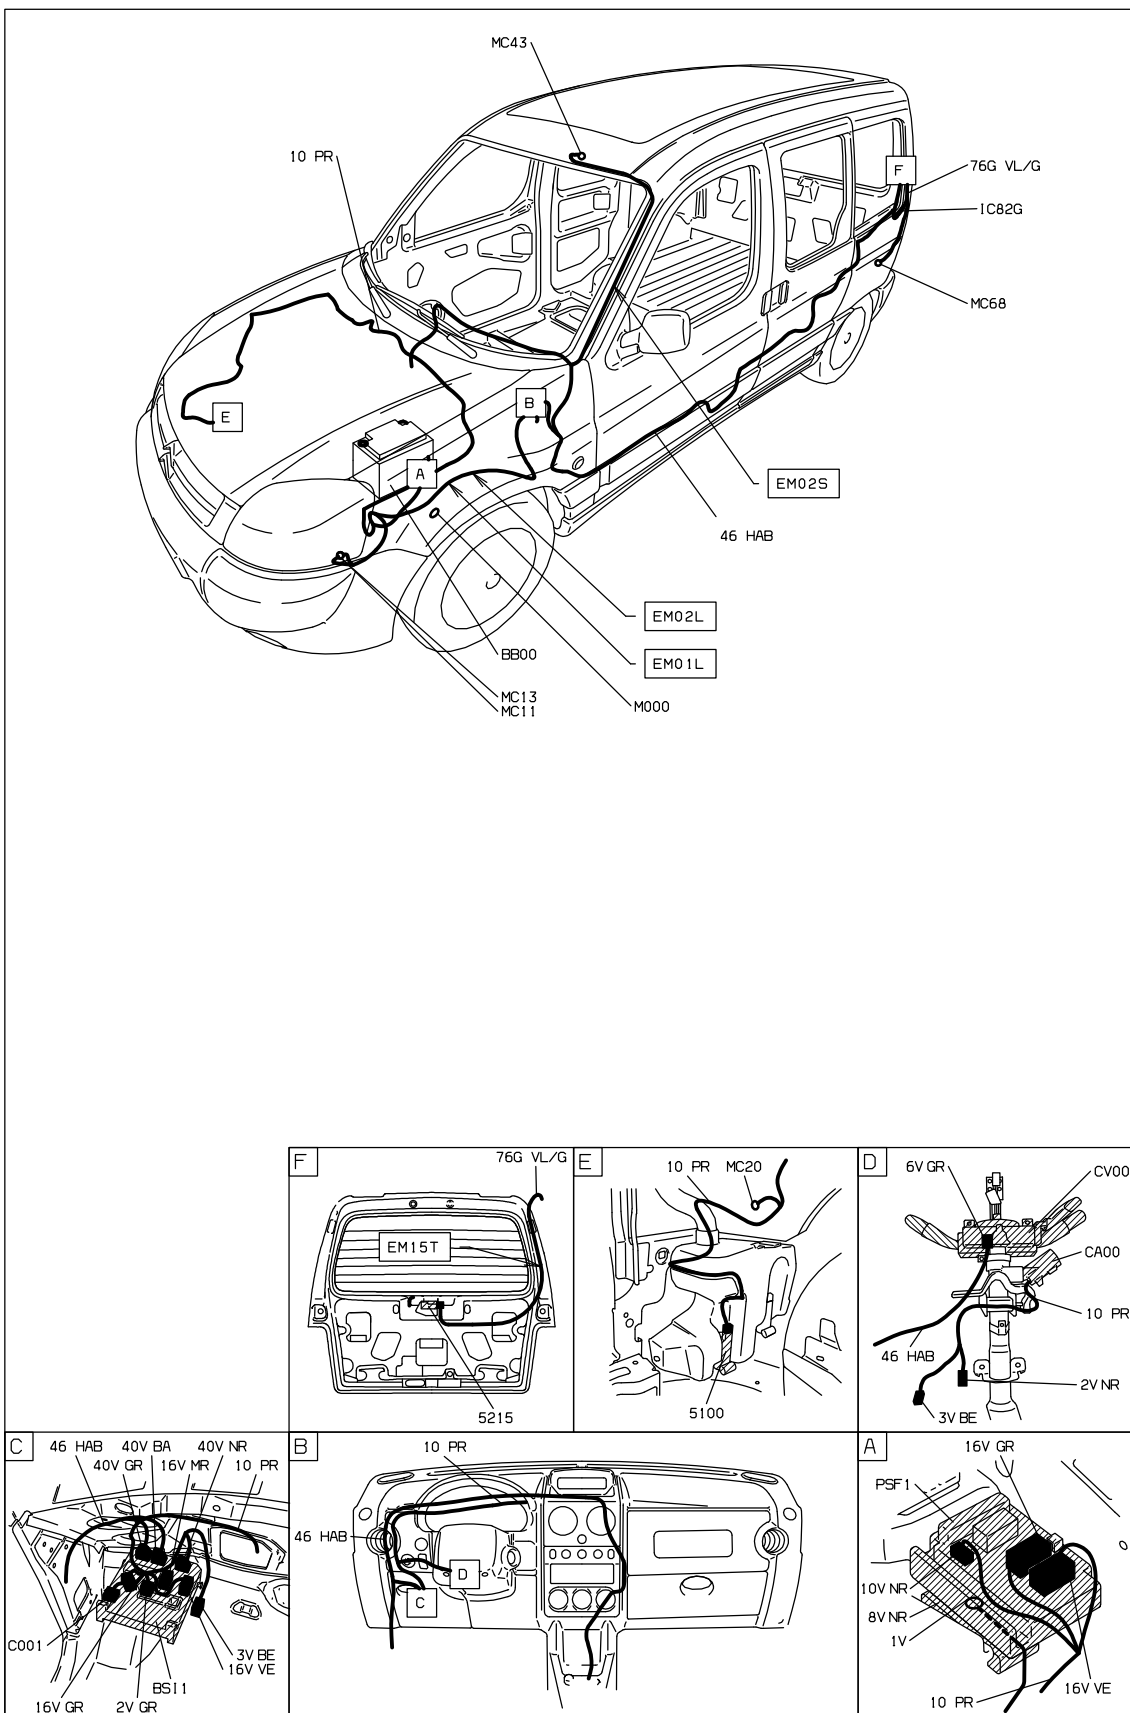 MC43
10 PR
F
76G VL/G
IC82G
MC68
E
B
A
EM02S
46 HAB
EM02L
BB00
EM01L
MC13
MC11
M000
F
76G VL/G
EM15T
5215
E
10 PR
MC20
5100
D
6V GR
CV00
CA00
10 PR
46 HAB
2V NR
3V BE
C
46 HAB
40V BA
40V NR
40V GR
16V MR
10 PR
C001
3V BE
16V VE
BSI1
16V GR
2V GR
B
10 PR
46 HAB
D
C
A
16V GR
PSF1
10V NR
8V NR
1V
16V VE
10 PR